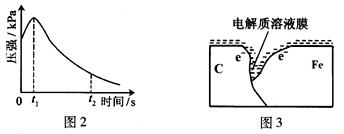 压强/kPa
0 t₁ t₂ 时间/s
图2
电解质溶液膜
e⁻ e⁻
C Fe
图3